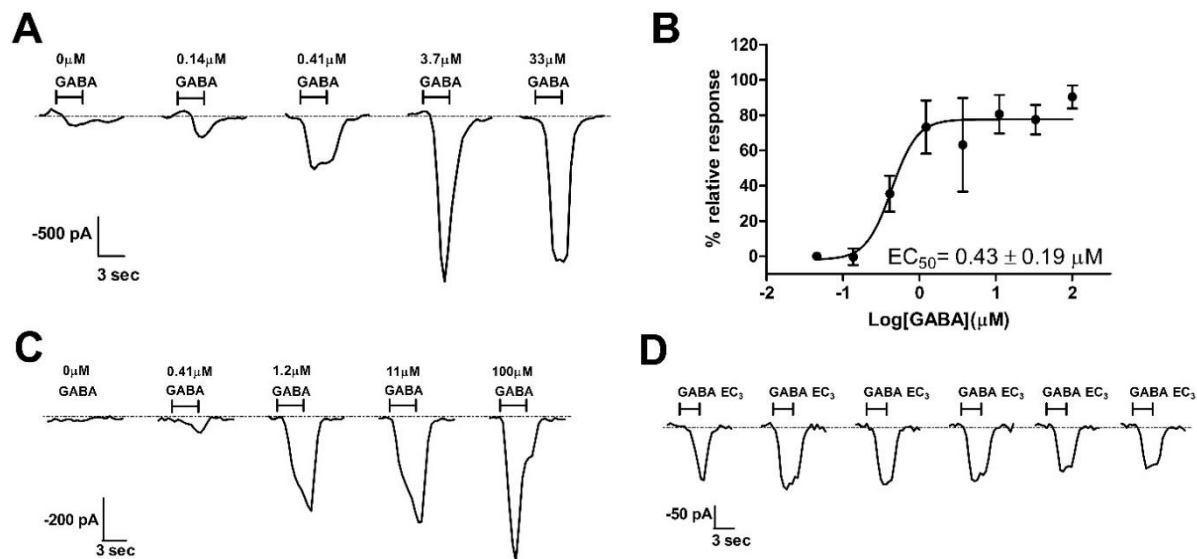 A
0μM
GABA
0.14μM
GABA
0.41μM
GABA
3.7μM
GABA
33μM
GABA
-500 pA
3 sec
B
% relative response
120
100
80
60
40
20
0
-2
-1
0
1
2
EC50= 0.43 ± 0.19 μM
Log[GABA](μM)
C
0μM
GABA
0.41μM
GABA
1.2μM
GABA
11μM
GABA
100μM
GABA
-200 pA
3 sec
D
GABA EC3
GABA EC3
GABA EC3
GABA EC3
GABA EC3
GABA EC3
-50 pA
3 sec